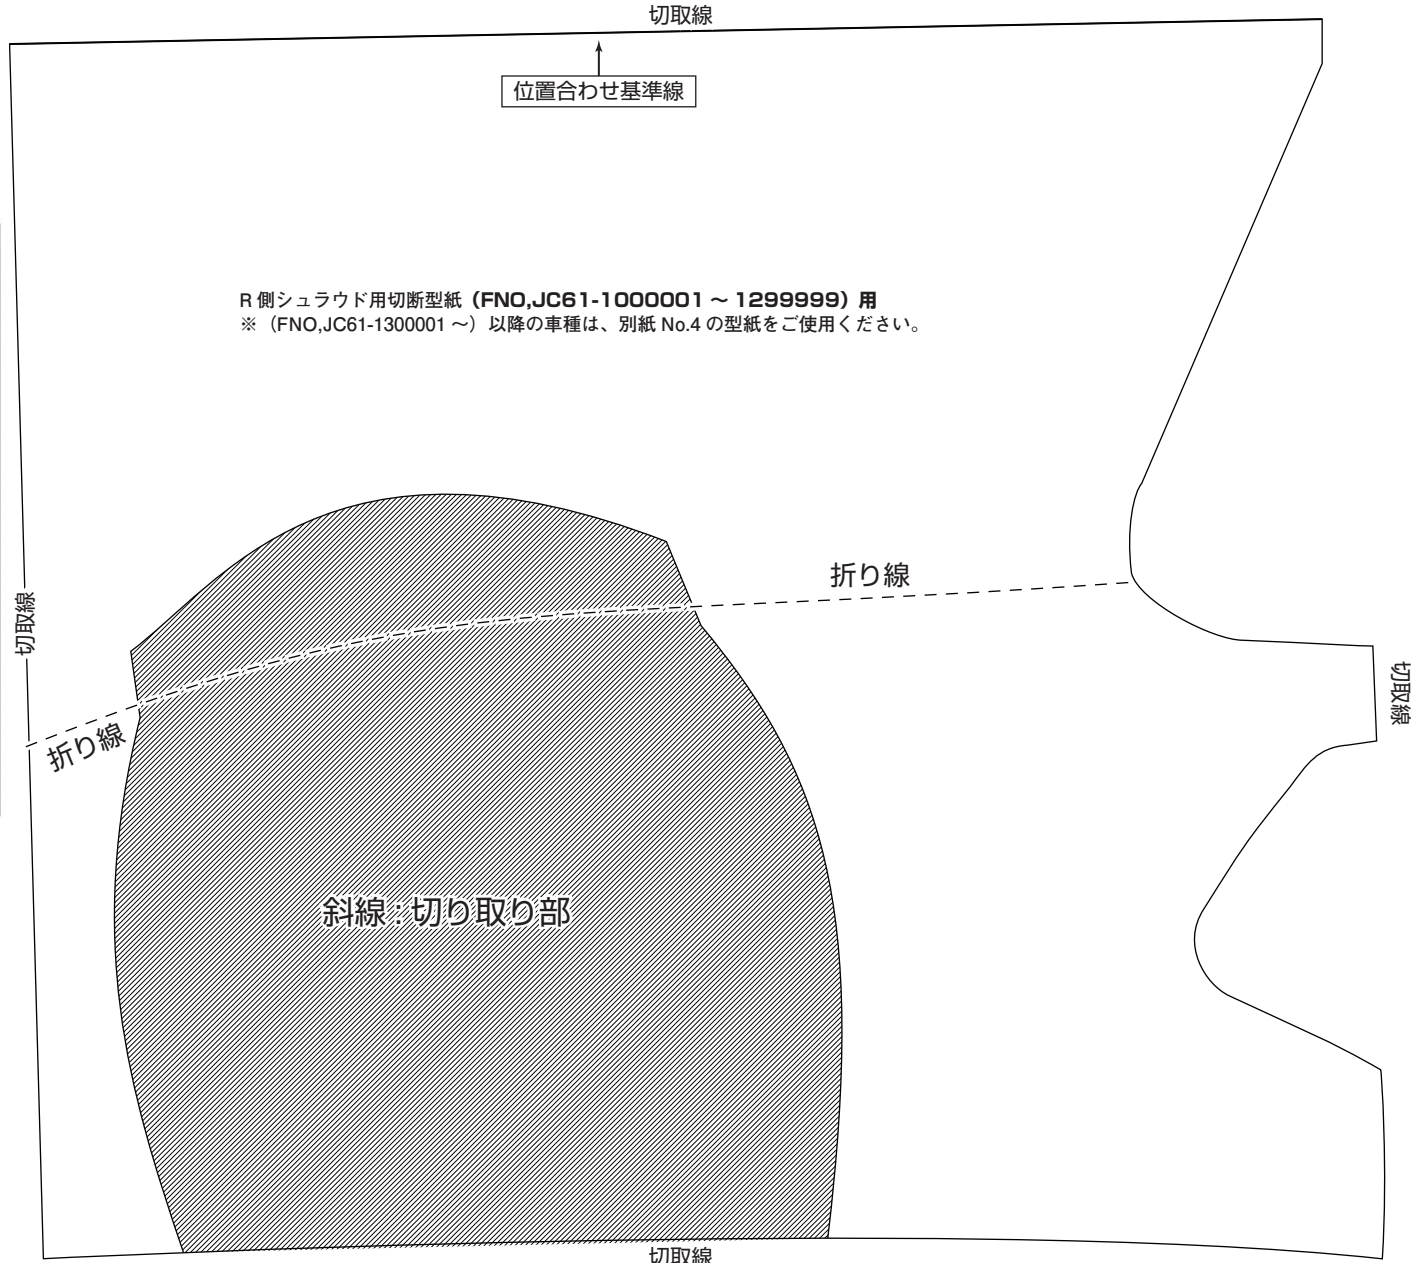 切取線
位置合わせ基準線
R 側シュラウド用切断型紙（FNO,JC61-1000001 ～ 1299999）用
※（FNO,JC61-1300001 ～）以降の車種は、別紙 No.4 の型紙をご使用ください。
折り線
切取線
切取線
折り線
斜線：切り取り部
切取線